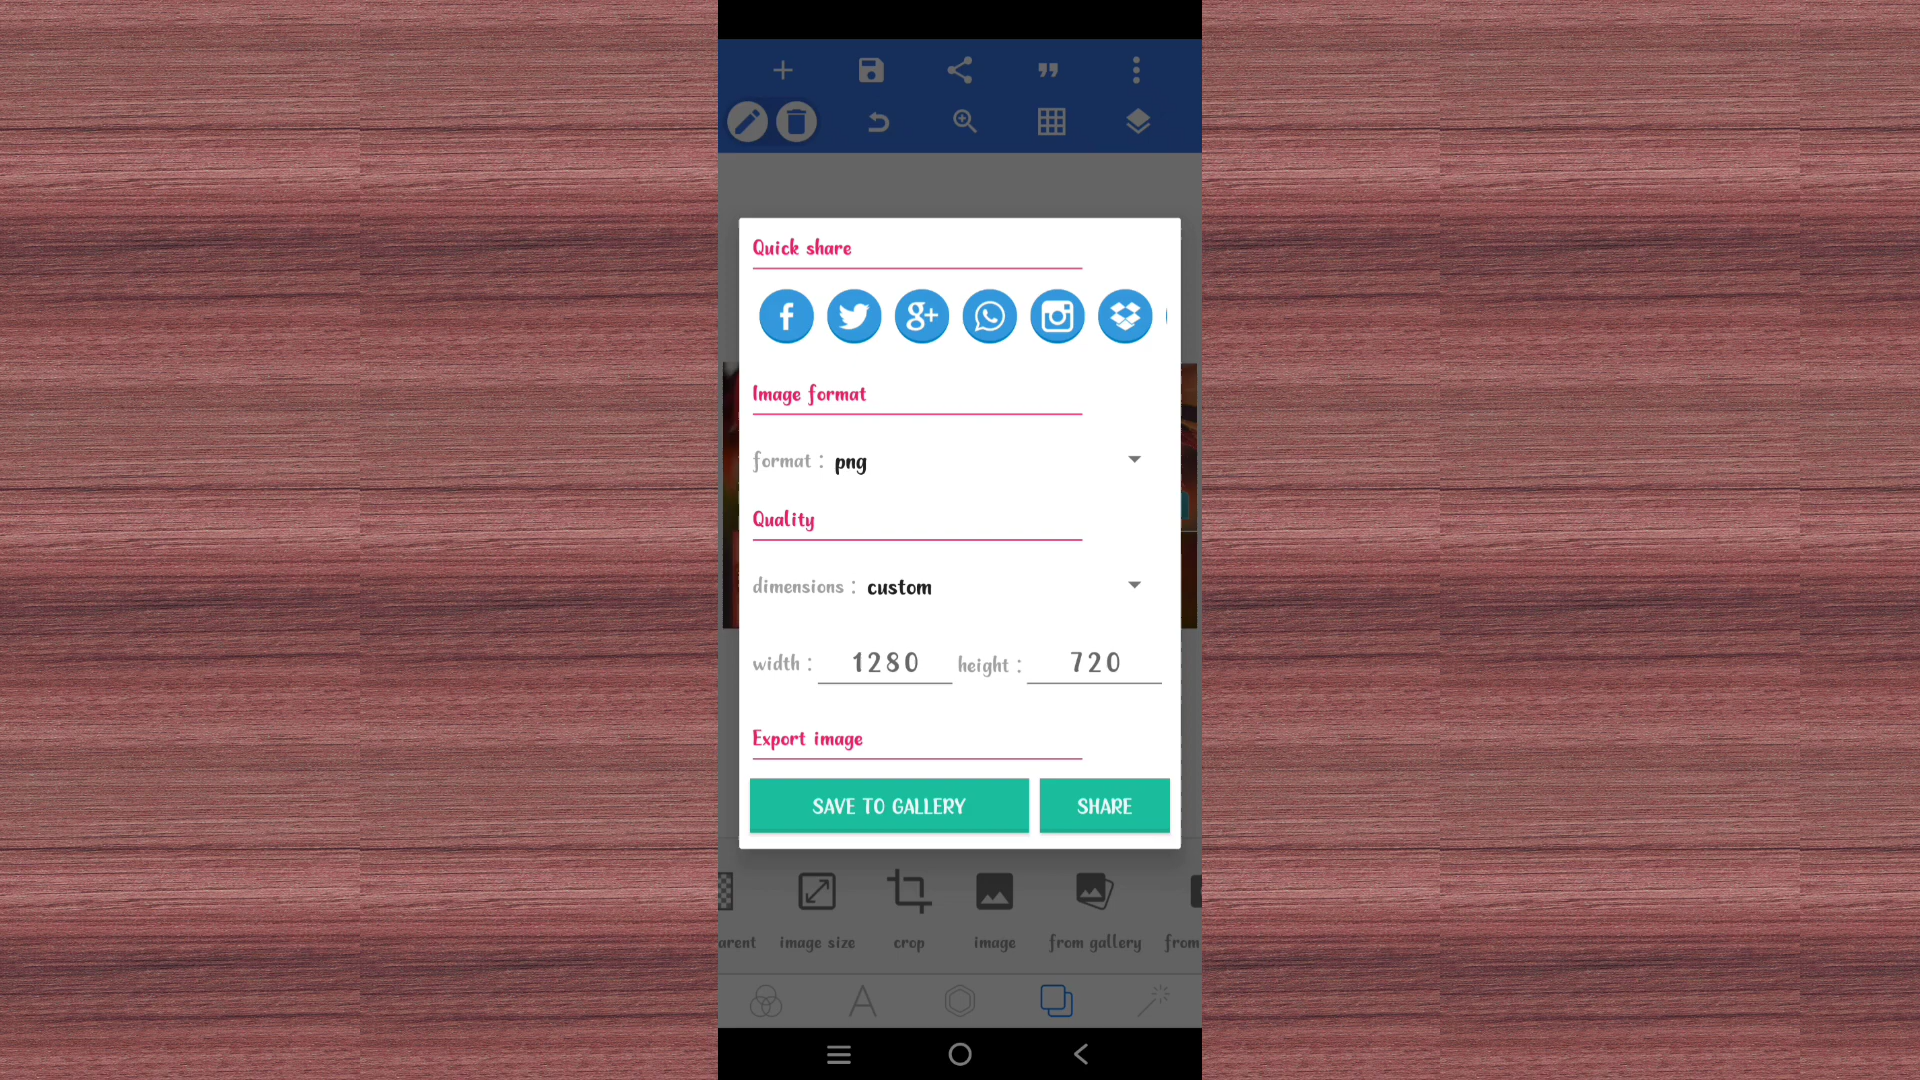 Quick share
Image format
format : png
Quality
dimensions : custom
width : 1280 height : 720
Export image
SAVE TO GALLERY SHARE
arent image size crop image from gallery from